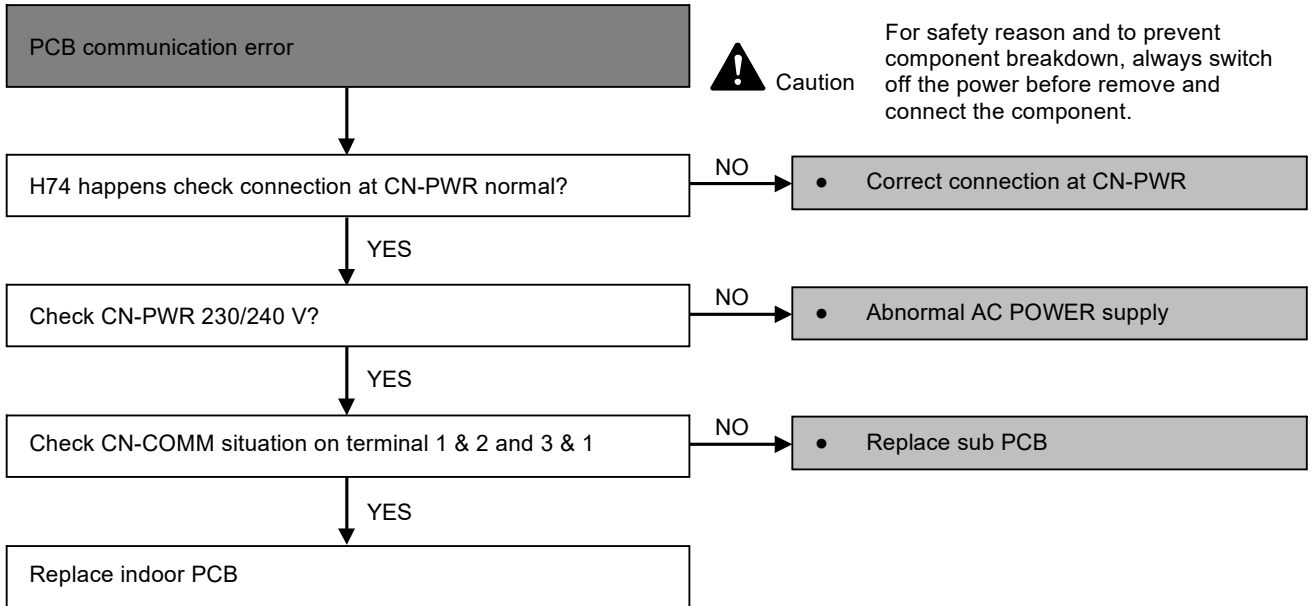 PCB communication error
Caution
For safety reason and to prevent
component breakdown, always switch
off the power before remove and
connect the component.
H74 happens check connection at CN-PWR normal?
NO
● Correct connection at CN-PWR
YES
Check CN-PWR 230/240 V?
NO
● Abnormal AC POWER supply
YES
Check CN-COMM situation on terminal 1 & 2 and 3 & 1
NO
● Replace sub PCB
YES
Replace indoor PCB